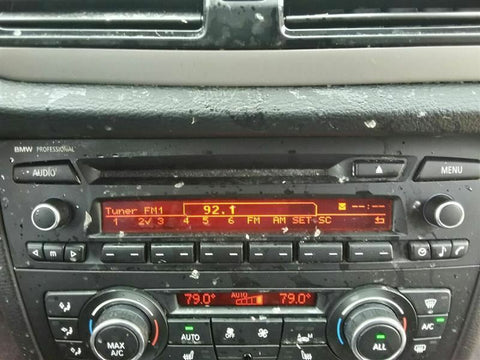 BMW PROFESSIONAL
AUDIO
MENU
Tuner FM1 92.1 --:--
1 2√ 3 4 5 6 FM AM SET SC
m
79.0° AUTO 79.0°
MAX A/C
AUTO
OFF
ALL
A/C